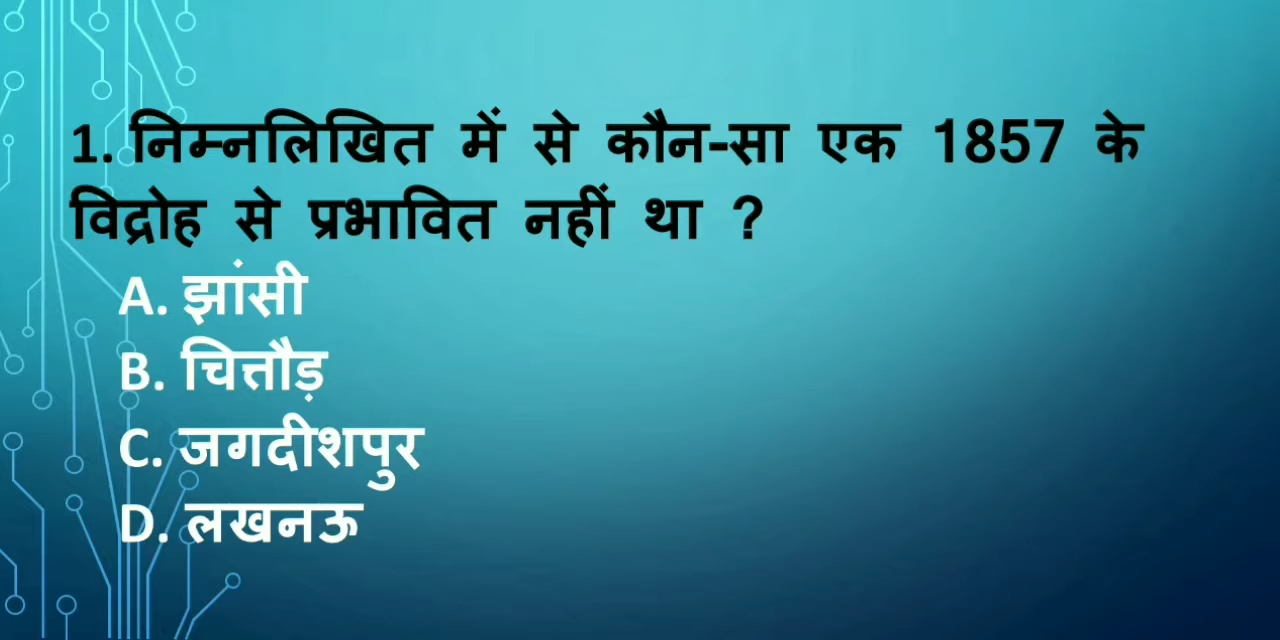 1. निम्नलिखित में से कौन-सा एक 1857 के
विद्रोह से प्रभावित नहीं था ?
A. झांसी
B. चित्तौड़
C. जगदीशपुर
D. लखनऊ